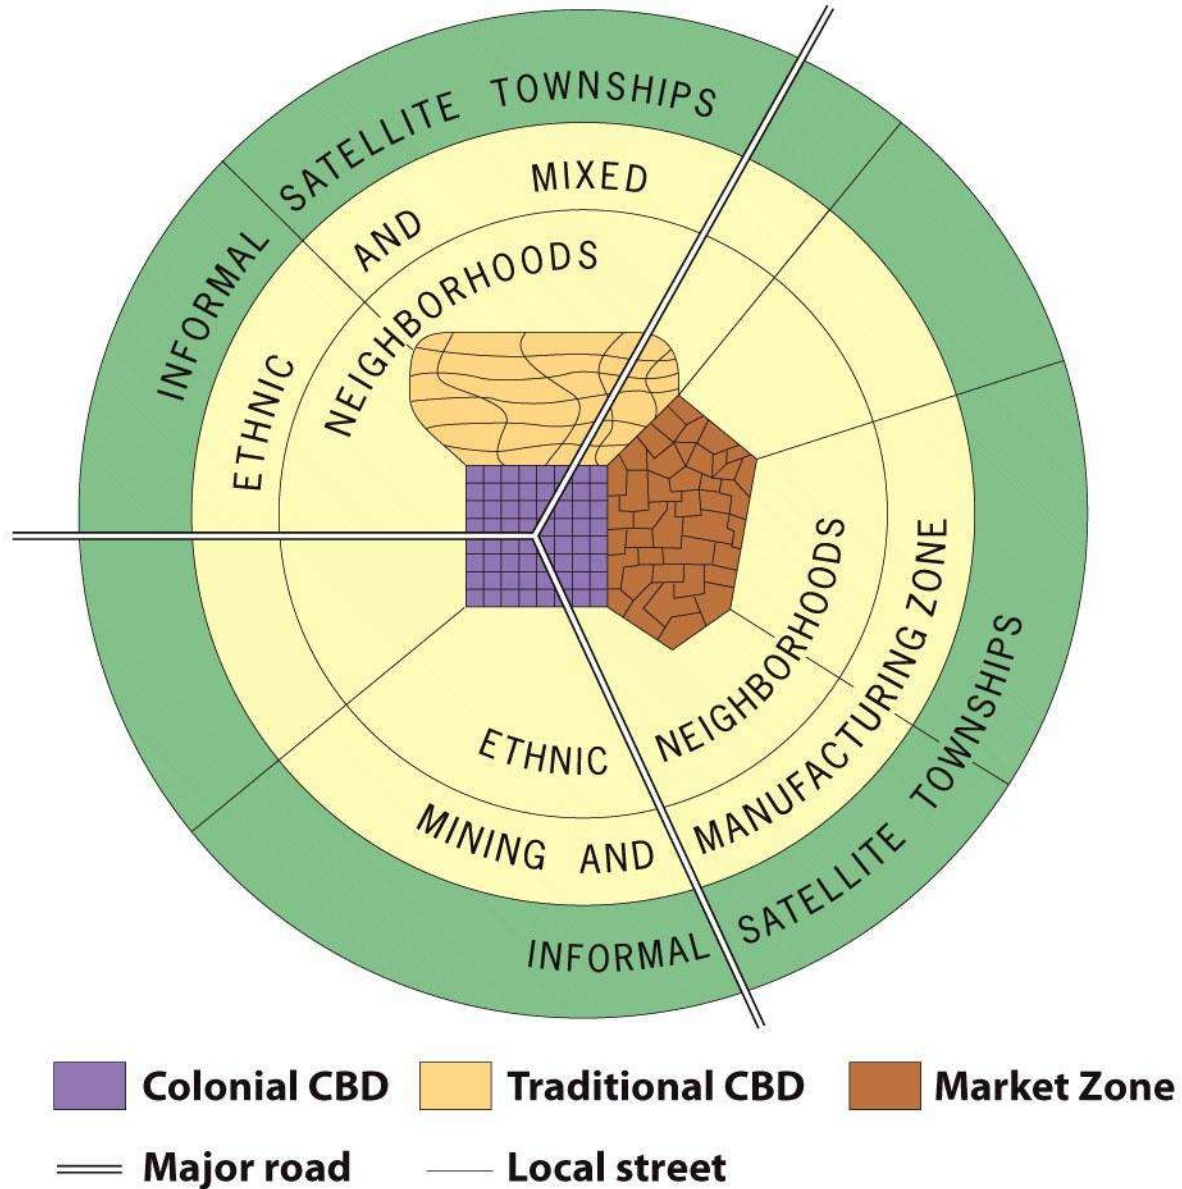 INFORMAL SATELLITE TOWNSHIPS
ETHNIC AND MIXED
NEIGHBORHOODS
ETHNIC NEIGHBORHOODS
MINING AND MANUFACTURING ZONE
INFORMAL SATELLITE TOWNSHIPS
Colonial CBD
Traditional CBD
Market Zone
Major road
Local street